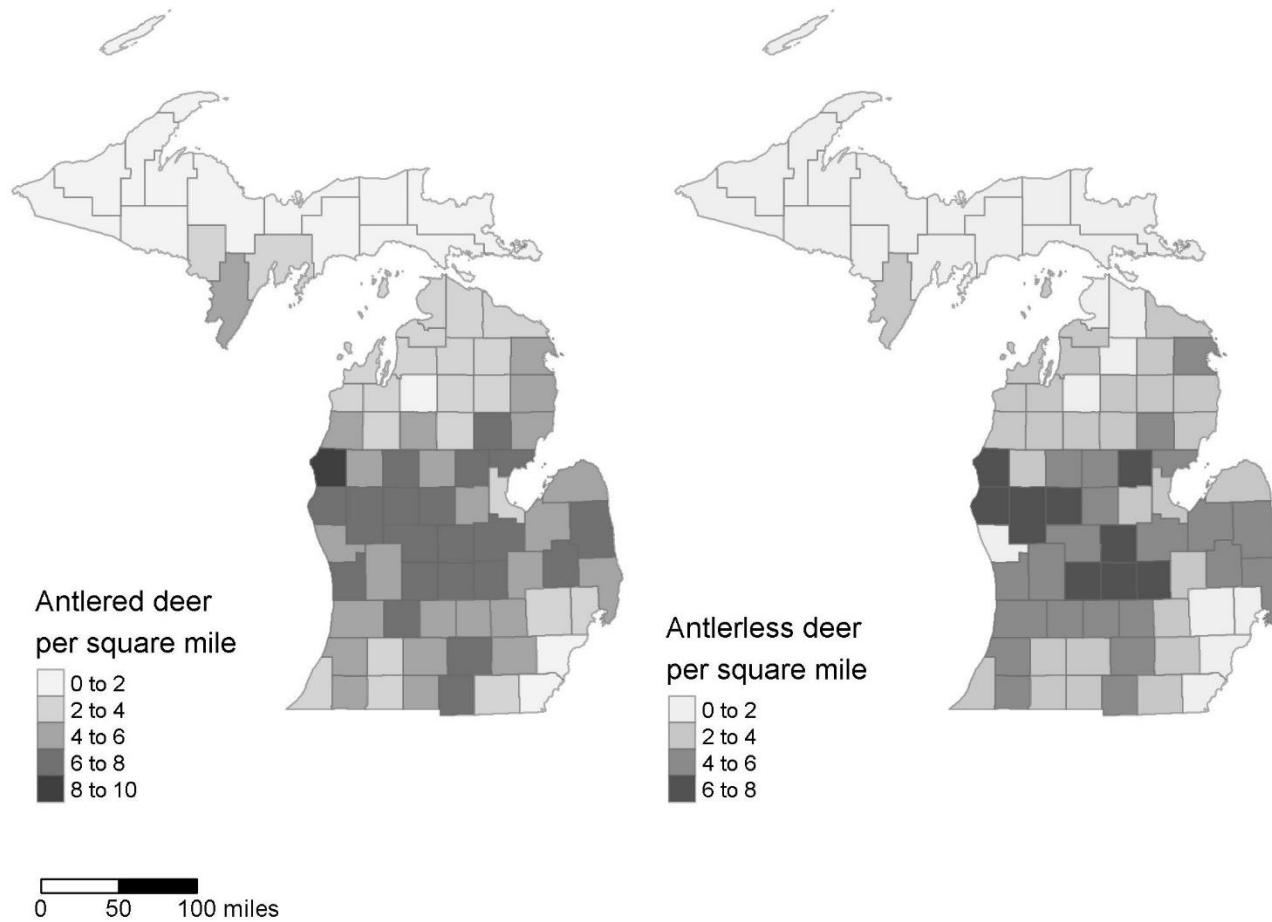 Antlered deer
per square mile
0 to 2
2 to 4
4 to 6
6 to 8
8 to 10
0 50 100 miles
Antlerless deer
per square mile
0 to 2
2 to 4
4 to 6
6 to 8